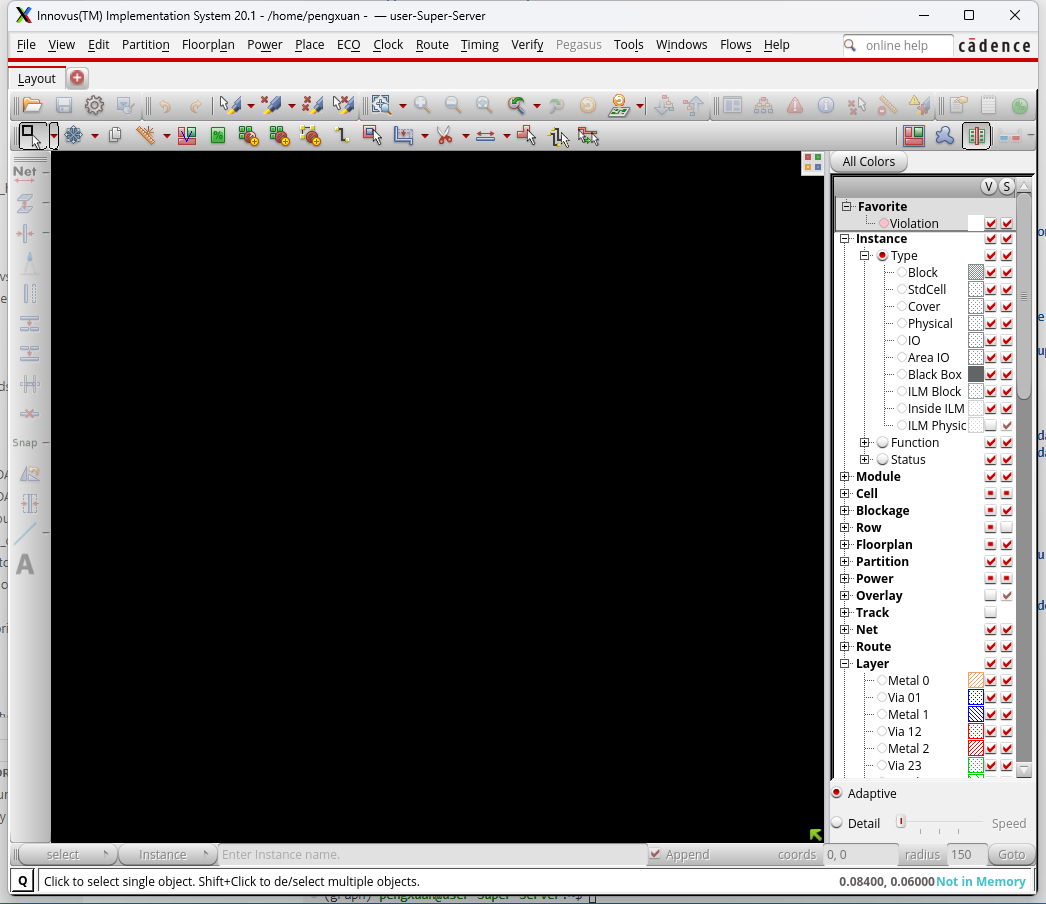 Innovus(TM) Implementation System 20.1 - /home/pengxuan - — user-Super-Server
File View Edit Partition Floorplan Power Place ECO Clock Route Timing Verify Pegasus Tools Windows Flows Help
online help
cādence
Layout
All Colors
Net
V S
Favorite
Violation
Instance
Type
Block
StdCell
Cover
Physical
IO
Area IO
Black Box
ILM Block
Inside ILM
ILM Physic
Function
Snap
Status
Module
Cell
Blockage
Row
Floorplan
Partition
Power
Overlay
Track
Net
Route
Layer
Metal 0
Via 01
Metal 1
Via 12
Metal 2
Via 23
Adaptive
Detail
Speed
select Instance Enter Instance name. Append coords 0, 0 radius 150 Goto
Q Click to select single object. Shift+Click to de/select multiple objects. 0.08400, 0.06000 Not in Memory